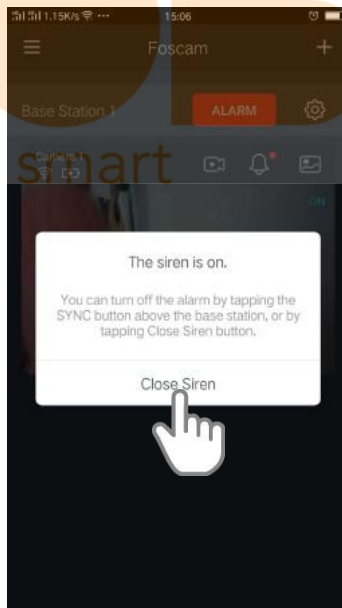 1.15K/s 15:06
Foscam
Base Station 1 ALARM
smart
ON
The siren is on.
You can turn off the alarm by tapping the
SYNC button above the base station, or by
tapping Close Siren button.
Close Siren